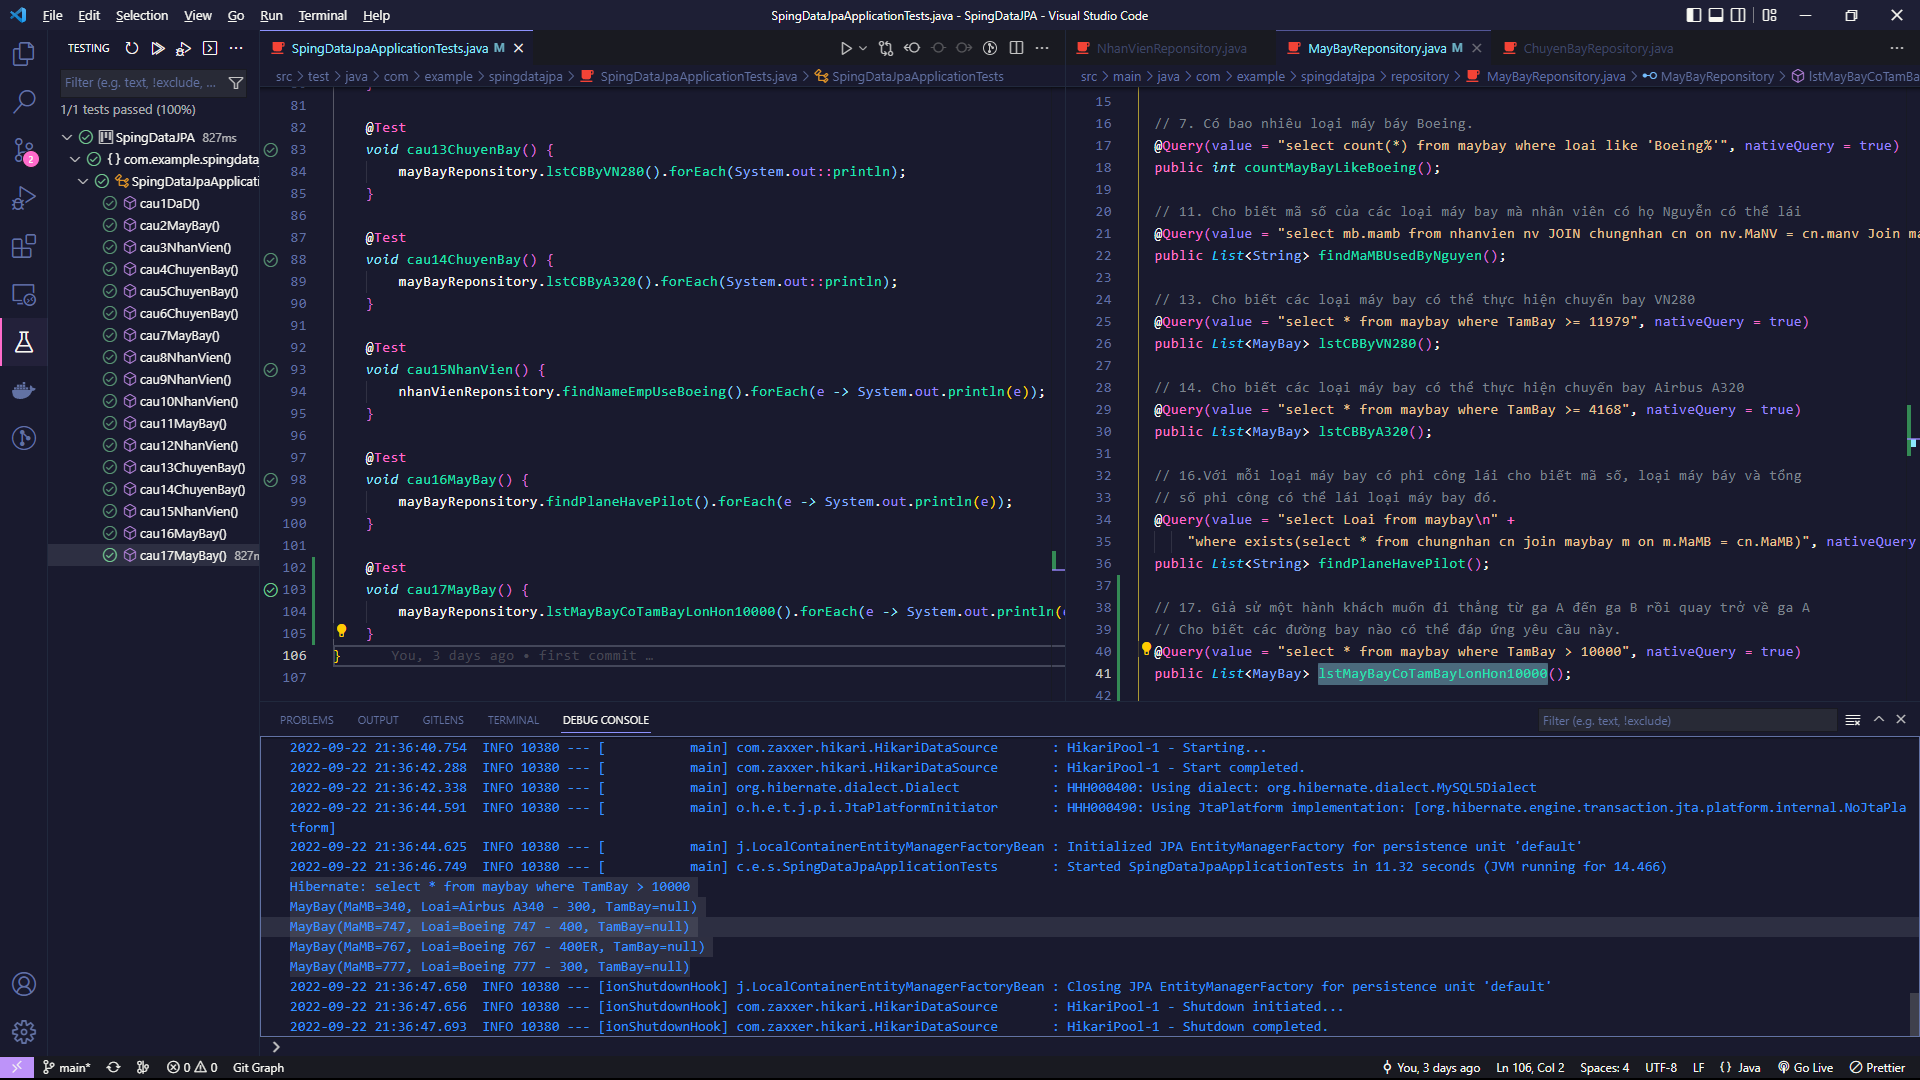 File Edit Selection View Go Run Terminal Help
SpingDataJpaApplicationTests.java - SpingDataJPA - Visual Studio Code
TESTING
Filter (e.g. text, !exclude, ...
1/1 tests passed (100%)
SpingDataJPA 827ms
com.example.spingdata
SpingDataJpaApplicati
cau1DaD()
cau2MayBay()
cau3NhanVien()
cau4ChuyenBay()
cau5ChuyenBay()
cau6ChuyenBay()
cau7MayBay()
cau8NhanVien()
cau9NhanVien()
cau10NhanVien()
cau11MayBay()
cau12NhanVien()
cau13ChuyenBay()
cau14ChuyenBay()
cau15NhanVien()
cau16MayBay()
cau17MayBay() 827m
SpingDataJpaApplicationTests.java M
src > test > java > com > example > spingdatajpa > SpingDataJpaApplicationTests.java > SpingDataJpaApplicationTests
81
82 @Test
83 void cau13ChuyenBay() {
84 mayBayReponsitory.lstCBByVN280().forEach(System.out::println);
85 }
86
87 @Test
88 void cau14ChuyenBay() {
89 mayBayReponsitory.lstCBByA320().forEach(System.out::println);
90 }
91
92 @Test
93 void cau15NhanVien() {
94 nhanVienReponsitory.findNameEmpUseBoeing().forEach(e -> System.out.println(e));
95 }
96
97 @Test
98 void cau16MayBay() {
99 mayBayReponsitory.findPlaneHavePilot().forEach(e -> System.out.println(e));
100 }
101
102 @Test
103 void cau17MayBay() {
104 mayBayReponsitory.lstMayBayCoTamBayLonHon10000().forEach(e -> System.out.println(e
105 }
106 } You, 3 days ago • first commit …
107
NhanVienReponsitory.java
MayBayReponsitory.java M
ChuyenBayRepository.java
src > main > java > com > example > spingdatajpa > repository > MayBayReponsitory.java > MayBayReponsitory > lstMayBayCoTamBa
15
16 // 7. Có bao nhiêu loại máy báy Boeing.
17 @Query(value = "select count(*) from maybay where loai like 'Boeing%'", nativeQuery = true)
18 public int countMayBayLikeBoeing();
19
20 // 11. Cho biết mã số của các loại máy bay mà nhân viên có họ Nguyễn có thể lái
21 @Query(value = "select mb.mamb from nhanvien nv JOIN chungnhan cn on nv.MaNV = cn.manv Join ma
22 public List<String> findMaMBUsedByNguyen();
23
24 // 13. Cho biết các loại máy bay có thể thực hiện chuyến bay VN280
25 @Query(value = "select * from maybay where TamBay >= 11979", nativeQuery = true)
26 public List<MayBay> lstCBByVN280();
27
28 // 14. Cho biết các loại máy bay có thể thực hiện chuyến bay Airbus A320
29 @Query(value = "select * from maybay where TamBay >= 4168", nativeQuery = true)
30 public List<MayBay> lstCBByA320();
31
32 // 16.Với mỗi loại máy bay có phi công lái cho biết mã số, loại máy báy và tổng
33 // số phi công có thể lái loại máy bay đó.
34 @Query(value = "select Loai from maybay\n" +
35 "where exists(select * from chungnhan cn join maybay m on m.MaMB = cn.MaMB)", nativeQuery
36 public List<String> findPlaneHavePilot();
37
38 // 17. Giả sử một hành khách muốn đi thẳng từ ga A đến ga B rồi quay trở về ga A
39 // Cho biết các đường bay nào có thể đáp ứng yêu cầu này.
40 @Query(value = "select * from maybay where TamBay > 10000", nativeQuery = true)
41 public List<MayBay> lstMayBayCoTamBayLonHon10000();
42
PROBLEMS OUTPUT GITLENS TERMINAL DEBUG CONSOLE
Filter (e.g. text, !exclude)
2022-09-22 21:36:40.754 INFO 10380 --- [ main] com.zaxxer.hikari.HikariDataSource : HikariPool-1 - Starting...
2022-09-22 21:36:42.288 INFO 10380 --- [ main] com.zaxxer.hikari.HikariDataSource : HikariPool-1 - Start completed.
2022-09-22 21:36:42.338 INFO 10380 --- [ main] org.hibernate.dialect.Dialect : HHH000400: Using dialect: org.hibernate.dialect.MySQL5Dialect
2022-09-22 21:36:44.591 INFO 10380 --- [ main] o.h.e.t.j.p.i.JtaPlatformInitiator : HHH000490: Using JtaPlatform implementation: [org.hibernate.engine.transaction.jta.platform.internal.NoJtaPla
tform]
2022-09-22 21:36:44.625 INFO 10380 --- [ main] j.LocalContainerEntityManagerFactoryBean : Initialized JPA EntityManagerFactory for persistence unit 'default'
2022-09-22 21:36:46.749 INFO 10380 --- [ main] c.e.s.SpingDataJpaApplicationTests : Started SpingDataJpaApplicationTests in 11.32 seconds (JVM running for 14.466)
Hibernate: select * from maybay where TamBay > 10000
MayBay(MaMB=340, Loai=Airbus A340 - 300, TamBay=null)
MayBay(MaMB=747, Loai=Boeing 747 - 400, TamBay=null)
MayBay(MaMB=767, Loai=Boeing 767 - 400ER, TamBay=null)
MayBay(MaMB=777, Loai=Boeing 777 - 300, TamBay=null)
2022-09-22 21:36:47.650 INFO 10380 --- [ionShutdownHook] j.LocalContainerEntityManagerFactoryBean : Closing JPA EntityManagerFactory for persistence unit 'default'
2022-09-22 21:36:47.656 INFO 10380 --- [ionShutdownHook] com.zaxxer.hikari.HikariDataSource : HikariPool-1 - Shutdown initiated...
2022-09-22 21:36:47.693 INFO 10380 --- [ionShutdownHook] com.zaxxer.hikari.HikariDataSource : HikariPool-1 - Shutdown completed.
2
main* 0 0 Git Graph
You, 3 days ago Ln 106, Col 2 Spaces: 4 UTF-8 LF {} Java Go Live Prettier